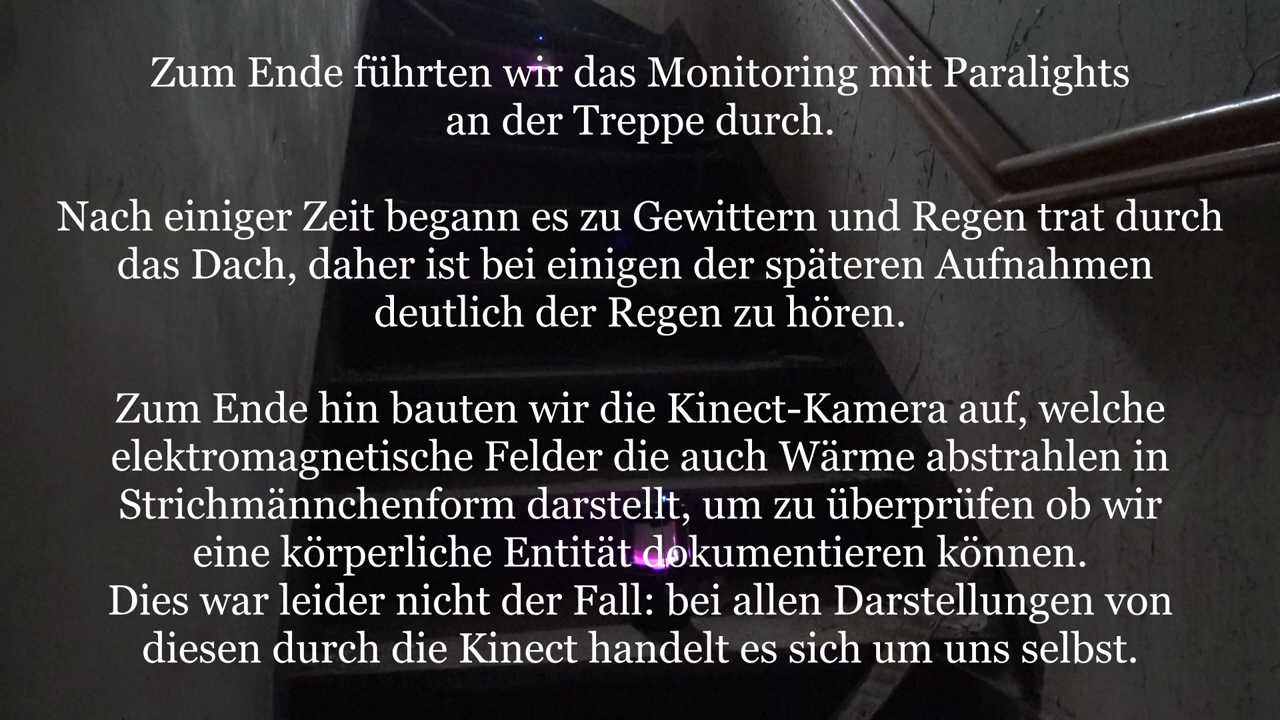 Zum Ende führten wir das Monitoring mit Paralights
an der Treppe durch.
Nach einiger Zeit begann es zu Gewittern und Regen trat durch
das Dach, daher ist bei einigen der späteren Aufnahmen
deutlich der Regen zu hören.
Zum Ende hin bauten wir die Kinect-Kamera auf, welche
elektromagnetische Felder die auch Wärme abstrahlen in
Strichmännchenform darstellt, um zu überprüfen ob wir
eine körperliche Entität dokumentieren können.
Dies war leider nicht der Fall: bei allen Darstellungen von
diesen durch die Kinect handelt es sich um uns selbst.